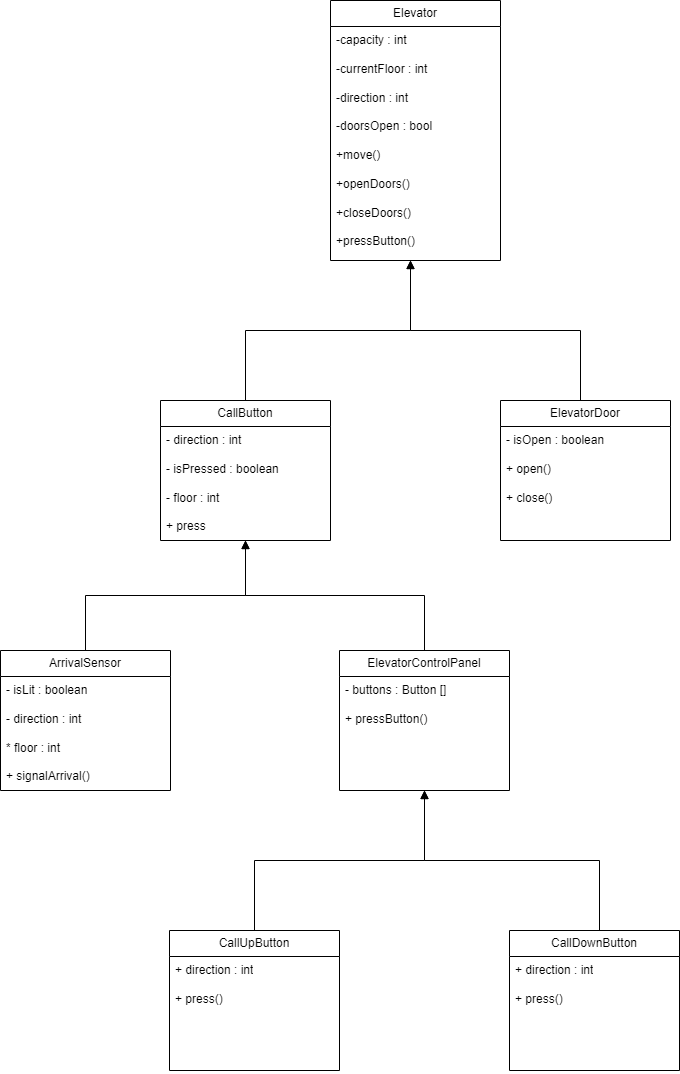 Elevator
-capacity : int
-currentFloor : int
-direction : int
-doorsOpen : bool
+move()
+openDoors()
+closeDoors()
+pressButton()
CallButton
- direction : int
- isPressed : boolean
- floor : int
+ press
ElevatorDoor
- isOpen : boolean
+ open()
+ close()
ArrivalSensor
- isLit : boolean
- direction : int
* floor : int
+ signalArrival()
ElevatorControlPanel
- buttons : Button []
+ pressButton()
CallUpButton
+ direction : int
+ press()
CallDownButton
+ direction : int
+ press()